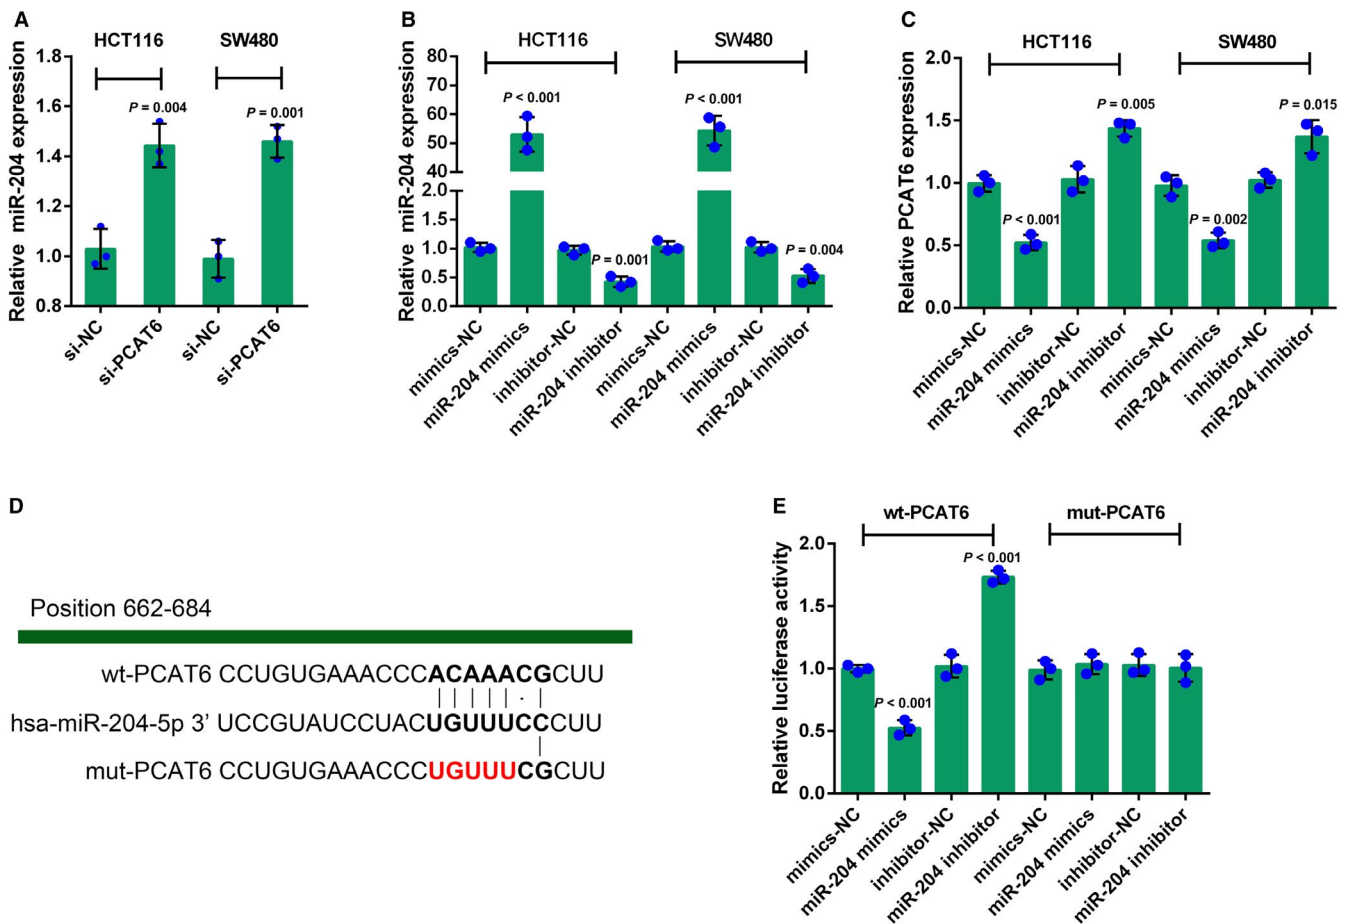 A
HCT116 SW480
Relative miR-204 expression
1.8
1.6
1.4
1.2
1.0
0.8
P = 0.004
P = 0.001
si-NC
si-PCAT6
si-NC
si-PCAT6
B
HCT116 SW480
Relative miR-204 expression
80
70
60
50
40
2.0
1.5
1.0
0.5
0.0
P < 0.001
P = 0.001
P < 0.001
P = 0.004
mimics-NC
miR-204 mimics
inhibitor-NC
miR-204 inhibitor
mimics-NC
miR-204 mimics
inhibitor-NC
miR-204 inhibitor
C
HCT116 SW480
Relative PCAT6 expression
2.0
1.5
1.0
0.5
0.0
P < 0.001
P = 0.005
P = 0.002
P = 0.015
mimics-NC
miR-204 mimics
inhibitor-NC
miR-204 inhibitor
mimics-NC
miR-204 mimics
inhibitor-NC
miR-204 inhibitor
D
Position 662-684
wt-PCAT6 CCUGUGAAACCCACAAACGCUU
hsa-miR-204-5p 3’ UCCGUAUCCUACUGUUUCCCUU
mut-PCAT6 CCUGUGAAACCCUGUUUCGCUU
E
wt-PCAT6 mut-PCAT6
Relative luciferase activity
2.0
1.5
1.0
0.5
0.0
P < 0.001
P < 0.001
mimics-NC
miR-204 mimics
inhibitor-NC
miR-204 inhibitor
mimics-NC
miR-204 mimics
inhibitor-NC
miR-204 inhibitor